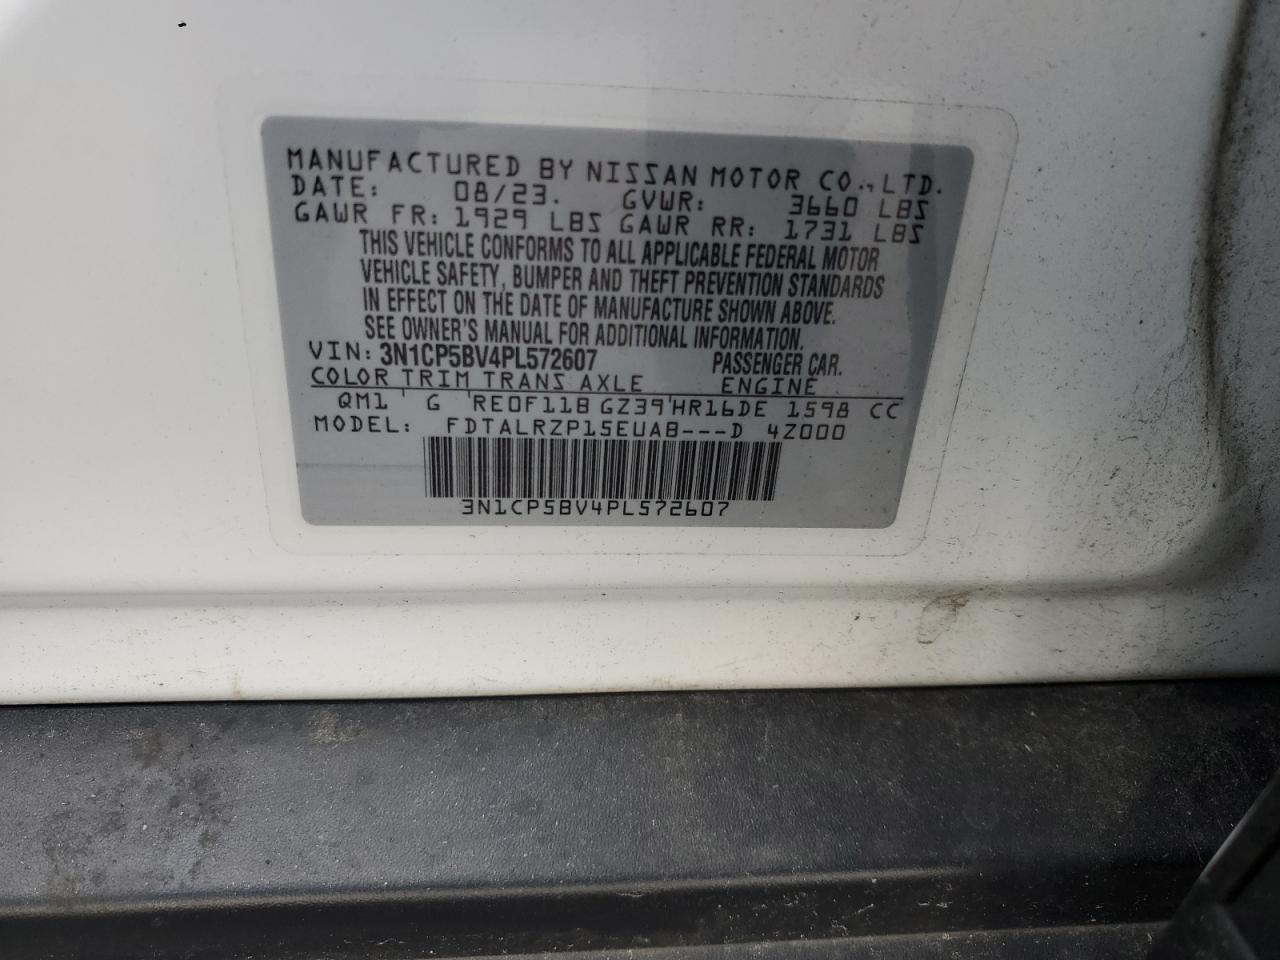 MANUFACTURED BY NISSAN MOTOR CO., LTD.
DATE: 08/23. GVWR: 3660 LBS
GAWR FR: 1929 LBS GAWR RR: 1731 LBS
THIS VEHICLE CONFORMS TO ALL APPLICABLE FEDERAL MOTOR
VEHICLE SAFETY, BUMPER AND THEFT PREVENTION STANDARDS
IN EFFECT ON THE DATE OF MANUFACTURE SHOWN ABOVE.
SEE OWNER'S MANUAL FOR ADDITIONAL INFORMATION.
VIN: 3N1CP5BV4PL572607 PASSENGER CAR.
COLOR TRIM TRANS AXLE ENGINE
QM1 G RE0F11B GZ39 HR16DE 1598 CC
MODEL: FDTALRZP15EUAB---D 4Z000
3N1CP5BV4PL572607